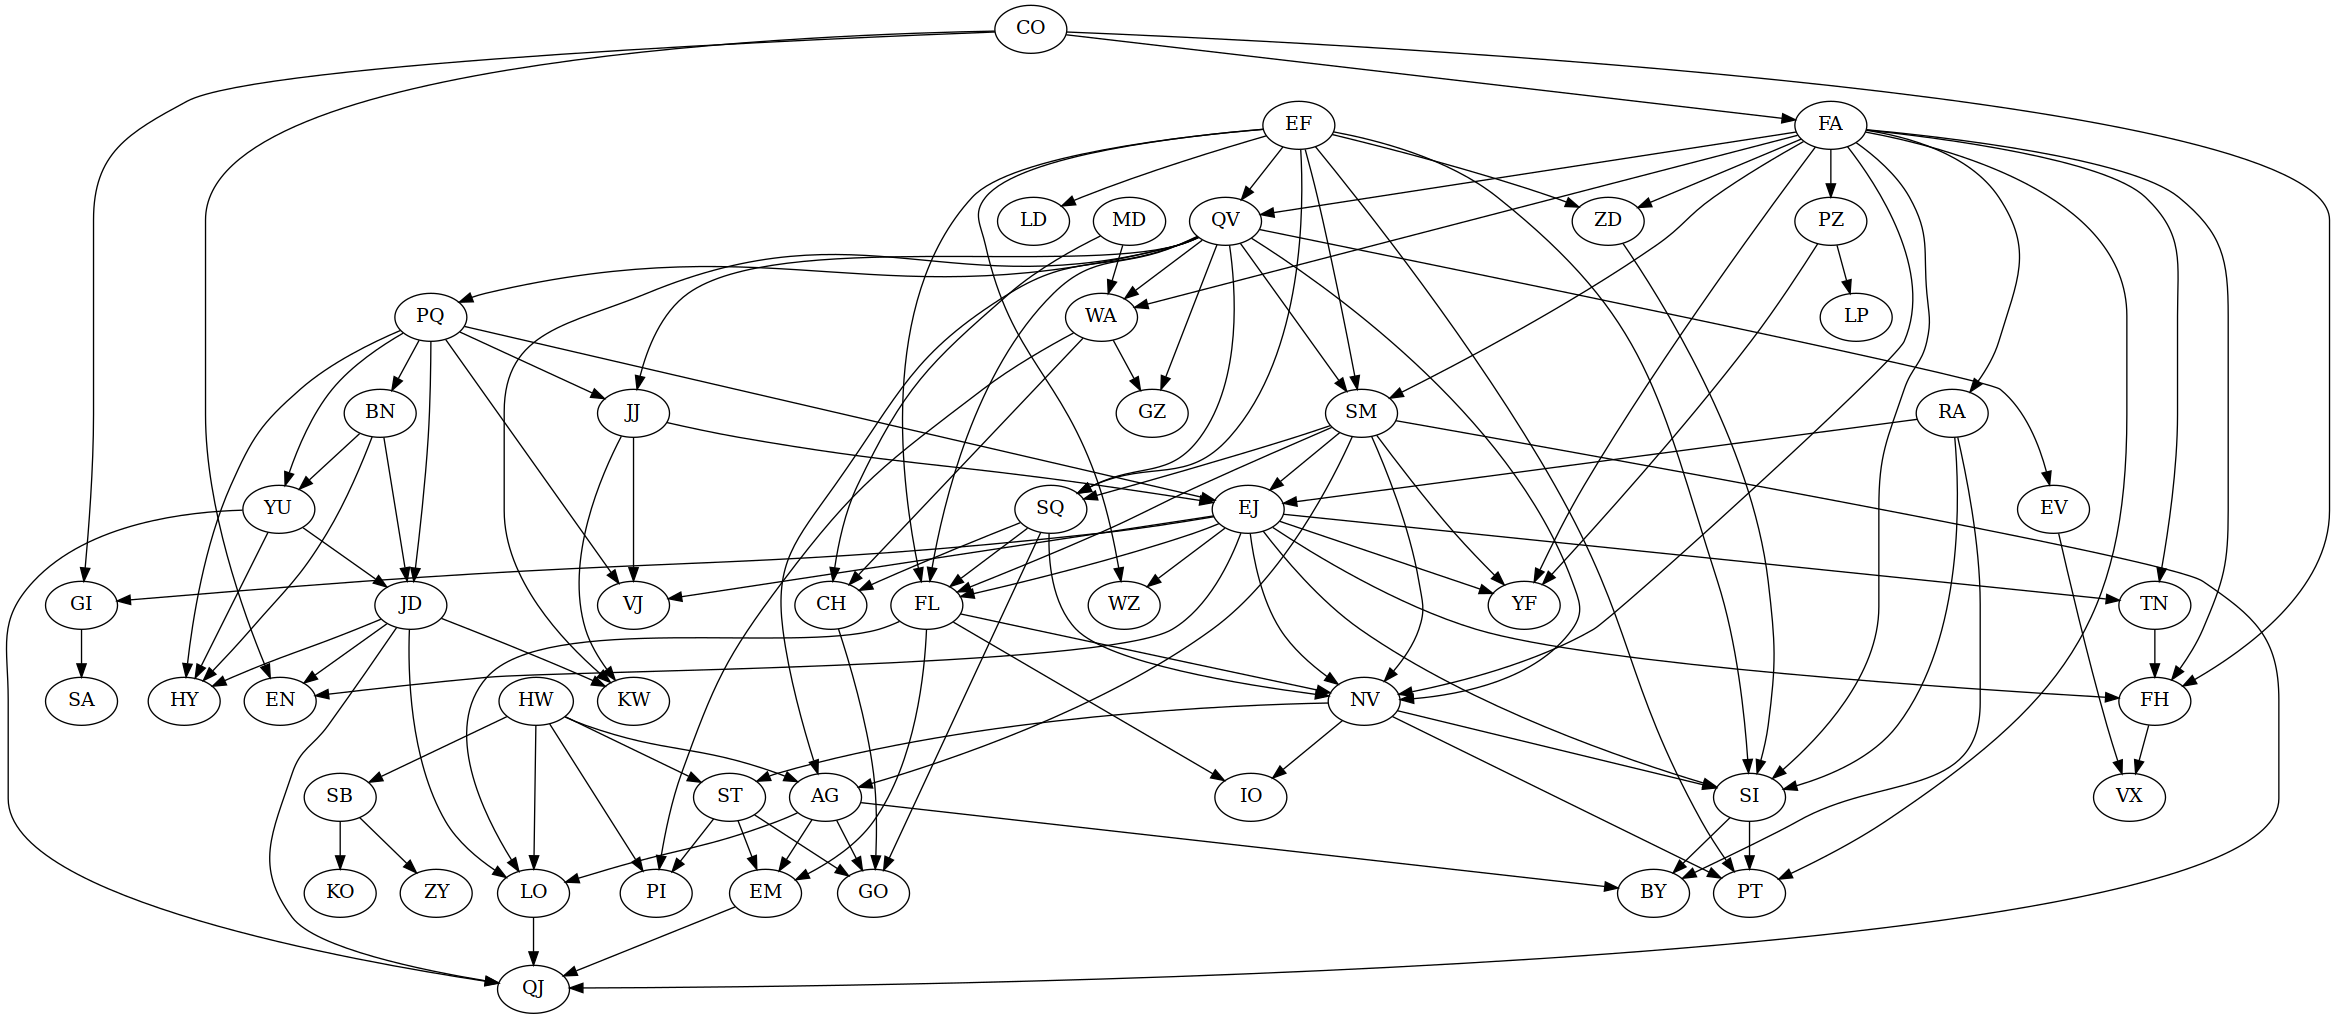 CO
EF
FA
LD
MD
QV
ZD
PZ
PQ
WA
LP
BN
JJ
GZ
SM
RA
YU
SQ
EJ
EV
GI
JD
VJ
CH
FL
WZ
YF
TN
SA
HY
EN
HW
KW
NV
FH
SB
ST
AG
IO
SI
VX
KO
ZY
LO
PI
EM
GO
BY
PT
QJ